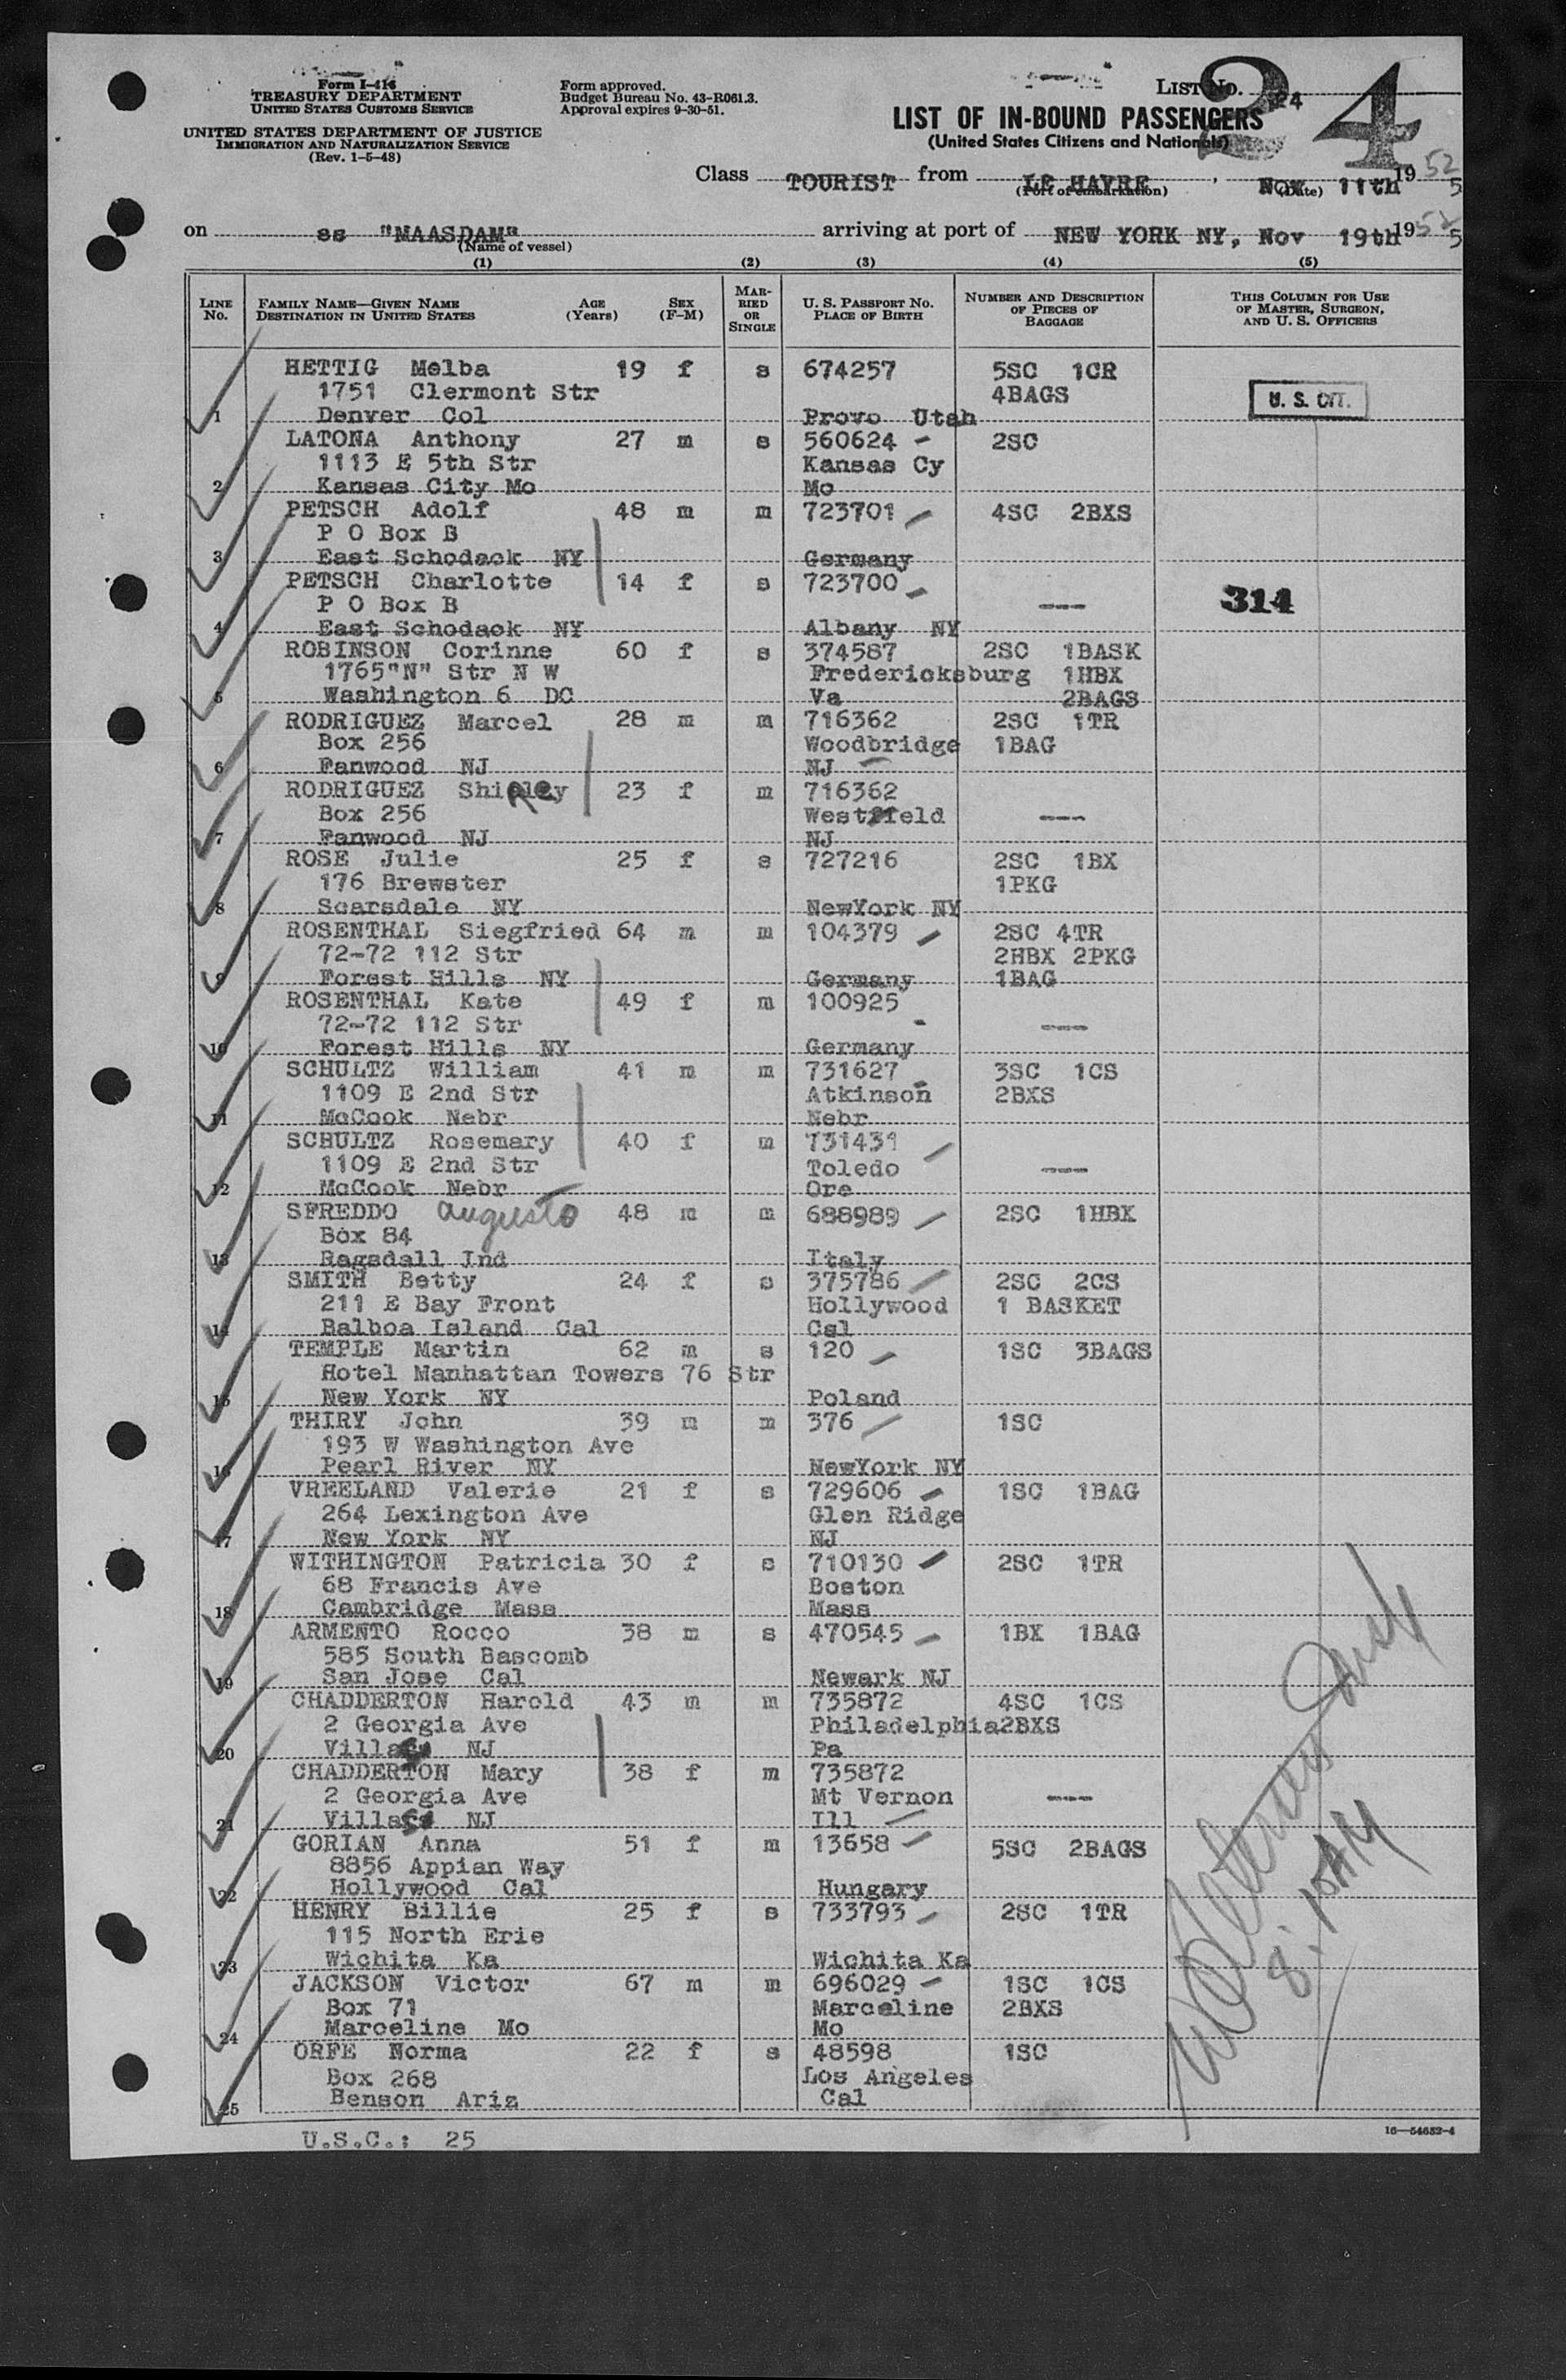 Form I-416
TREASURY DEPARTMENT
UNITED STATES CUSTOMS SERVICE
UNITED STATES DEPARTMENT OF JUSTICE
IMMIGRATION AND NATURALIZATION SERVICE
(Rev. 1-5-48)
Form approved.
Budget Bureau No. 43-R061.3.
Approval expires 9-30-51.
LIST No. 24
24
LIST OF IN-BOUND PASSENGERS
(United States Citizens and Nationals)
Class TOURIST from LE HAVRE, Nov 11th 1952 5
(Port of embarkation) (Date)
on ss "MAASDAM" arriving at port of NEW YORK NY, Nov 19th 1952 5
(Name of vessel)
(1) (2) (3) (4) (5)
LINE No. FAMILY NAME—GIVEN NAME DESTINATION IN UNITED STATES AGE (Years) SEX (F-M) MARRIED OR SINGLE U. S. PASSPORT No. PLACE OF BIRTH NUMBER AND DESCRIPTION OF PIECES OF BAGGAGE THIS COLUMN FOR USE OF MASTER, SURGEON, AND U. S. OFFICERS
HETTIG Melba 19 f s 674257 5SC 1CR
1751 Clermont Str 4BAGS U. S. CIT.
1 Denver Col Provo Utah
LATONA Anthony 27 m s 560624 2SC
1113 E 5th Str Kansas Cy
2 Kansas City Mo Mo
PETSCH Adolf 48 m m 723701 4SC 2BXS
P O Box B
3 East Schodack NY Germany
PETSCH Charlotte 14 f s 723700
P O Box B --- 314
4 East Schodack NY Albany NY
ROBINSON Corinne 60 f s 374587 2SC 1BASK
1765"N" Str N W Fredericksburg 1HBX
5 Washington 6 DC Va 2BAGS
RODRIGUEZ Marcel 28 m m 716362 2SC 1TR
Box 256 Woodbridge 1BAG
6 Fanwood NJ NJ
RODRIGUEZ Shirley 23 f m 716362
Box 256 Westfield ---
7 Fanwood NJ NJ
ROSE Julie 25 f s 727216 2SC 1BX
176 Brewster 1PKG
8 Scarsdale NY NewYork NY
ROSENTHAL Siegfried 64 m m 104379 2SC 4TR
72-72 112 Str 2HBX 2PKG
9 Forest Hills NY Germany 1BAG
ROSENTHAL Kate 49 f m 100925
72-72 112 Str ---
10 Forest Hills NY Germany
SCHULTZ William 41 m m 731627 3SC 1CS
1109 E 2nd Str Atkinson 2BXS
11 McCook Nebr Nebr
SCHULTZ Rosemary 40 f m 731431
1109 E 2nd Str Toledo ---
12 McCook Nebr Ore
SFREDDO Augusto 48 m m 688989 2SC 1HBX
Box 84
13 Ragsdall Ind Italy
SMITH Betty 24 f s 375786 2SC 2CS
211 E Bay Front Hollywood 1 BASKET
14 Balboa Island Cal Cal
TEMPLE Martin 62 m s 120 1SC 3BAGS
Hotel Manhattan Towers 76 Str
15 New York NY Poland
THIRY John 39 m m 376 1SC
193 W Washington Ave
16 Pearl River NY NewYork NY
VREELAND Valerie 21 f s 729606 1SC 1BAG
264 Lexington Ave Glen Ridge
17 New York NY NJ
WITHINGTON Patricia 30 f s 710130 2SC 1TR
68 Francis Ave Boston
18 Cambridge Mass Mass
ARMENTO Rocco 38 m s 470545 1BX 1BAG
585 South Bascomb
19 San Jose Cal Newark NJ
CHADDERTON Harold 43 m m 735872 4SC 1CS
2 Georgia Ave Philadelphia2BXS
20 Villas NJ Pa
CHADDERTON Mary 38 f m 735872
2 Georgia Ave Mt Vernon ---
21 Villas NJ Ill
GORIAN Anna 51 f m 13658 5SC 2BAGS
8856 Appian Way
22 Hollywood Cal Hungary
HENRY Billie 25 f s 733793 2SC 1TR
115 North Erie
23 Wichita Ka Wichita Ka
JACKSON Victor 67 m m 696029 1SC 1CS
Box 71 Marceline 2BXS
24 Marceline Mo Mo
ORFE Norma 22 f s 48598 1SC
Box 268 Los Angeles
25 Benson Ariz Cal
8:10AM
U.S.C.: 25
16—54652-4